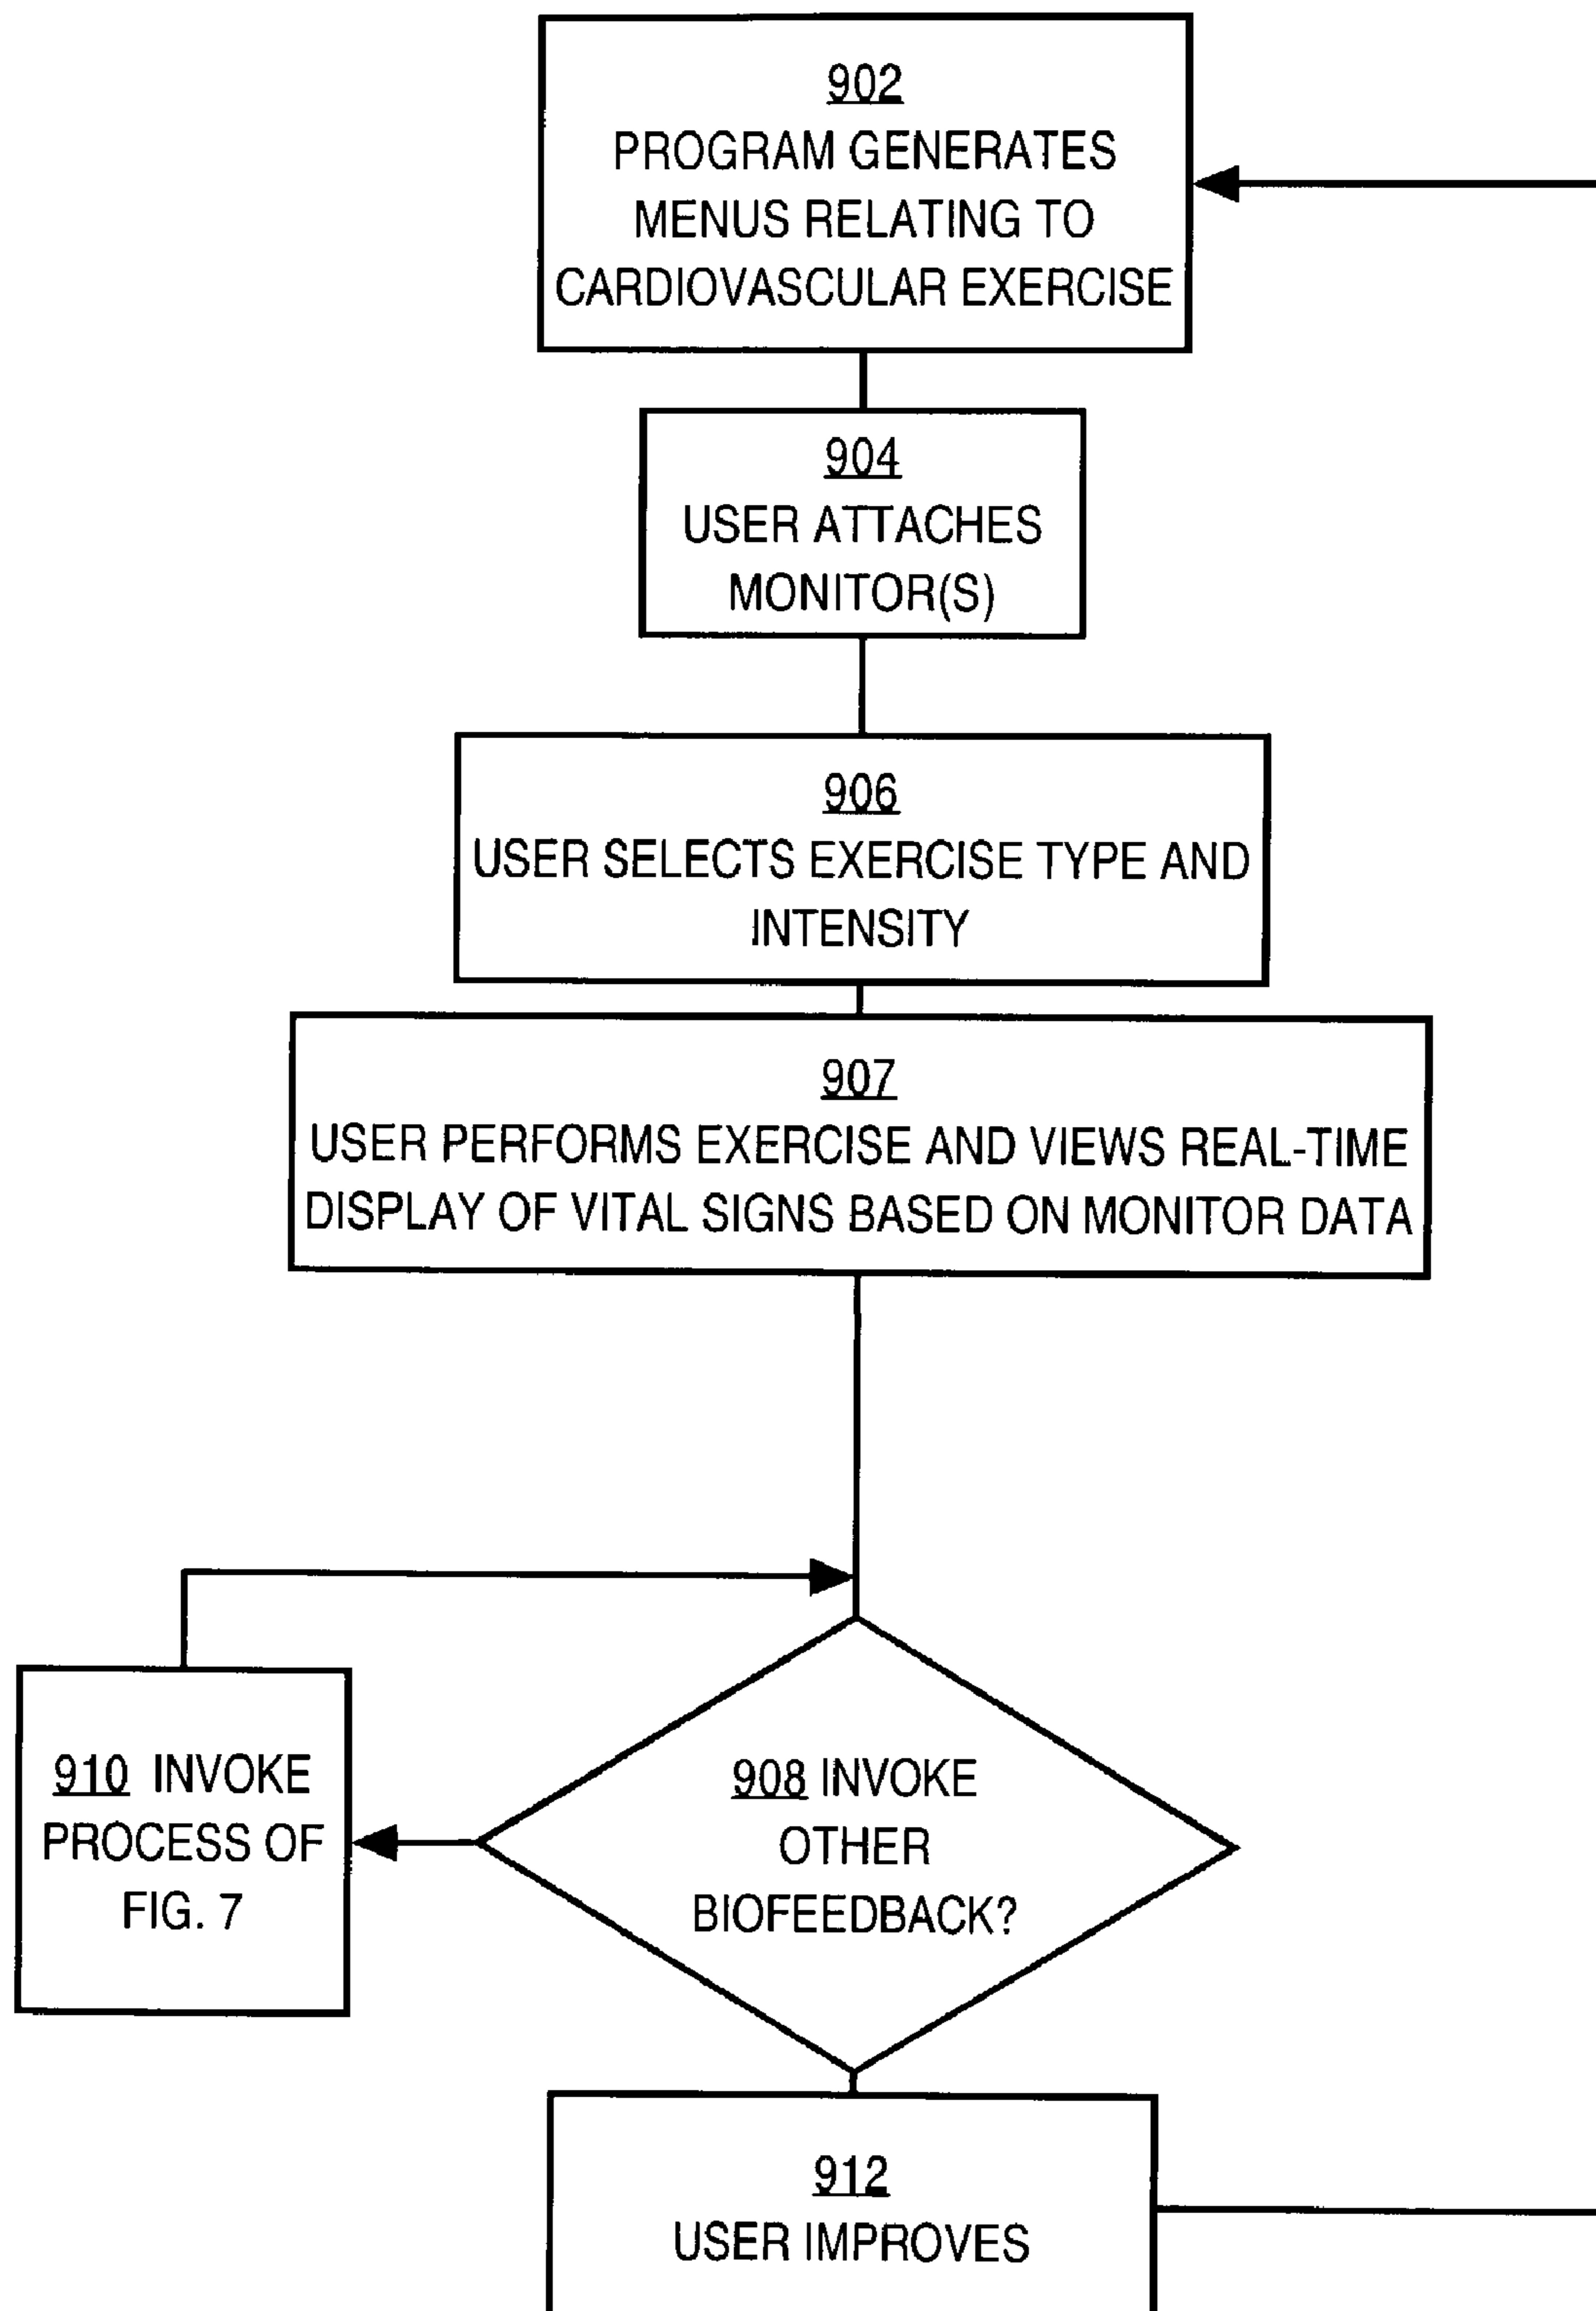 902
PROGRAM GENERATES
MENUS RELATING TO
CARDIOVASCULAR EXERCISE
904
USER ATTACHES
MONITOR(S)
906
USER SELECTS EXERCISE TYPE AND
INTENSITY
907
USER PERFORMS EXERCISE AND VIEWS REAL-TIME
DISPLAY OF VITAL SIGNS BASED ON MONITOR DATA
910 INVOKE
PROCESS OF
FIG. 7
908 INVOKE
OTHER
BIOFEEDBACK?
912
USER IMPROVES